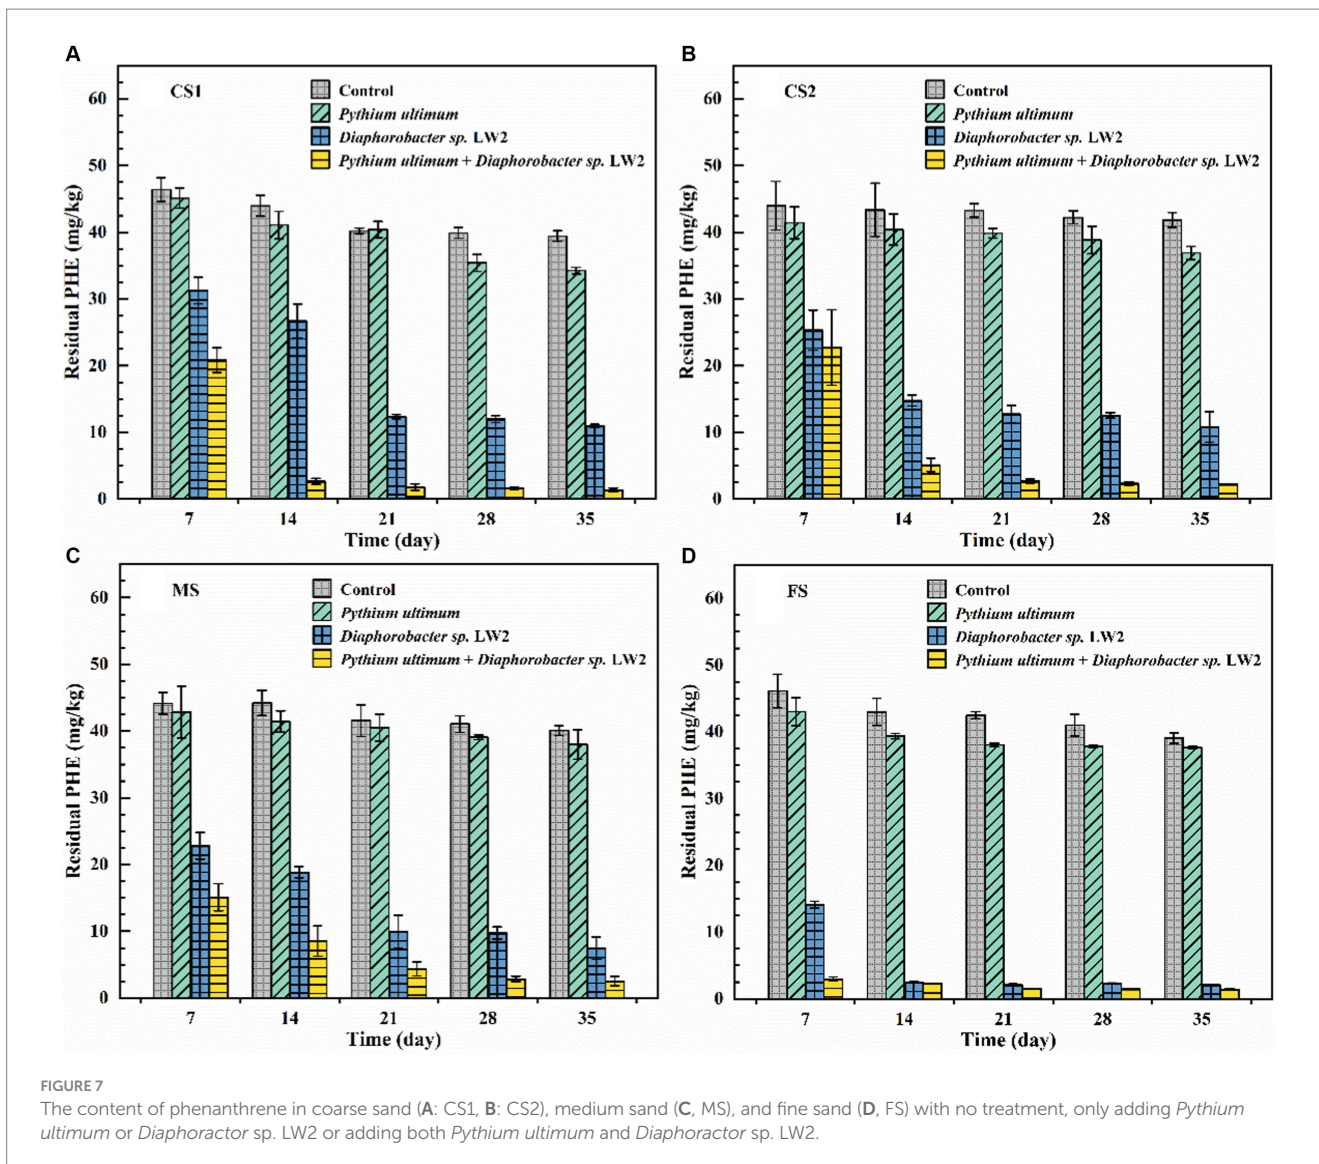 A
CS1
Control
Pythium ultimum
Diaphorobacter sp. LW2
Pythium ultimum + Diaphorobacter sp. LW2
Residual PHE (mg/kg)
60
50
40
30
20
10
0
7 14 21 28 35
Time (day)
B
CS2
Control
Pythium ultimum
Diaphorobacter sp. LW2
Pythium ultimum + Diaphorobacter sp. LW2
Residual PHE (mg/kg)
60
50
40
30
20
10
0
7 14 21 28 35
Time (day)
C
MS
Control
Pythium ultimum
Diaphorobacter sp. LW2
Pythium ultimum + Diaphorobacter sp. LW2
Residual PHE (mg/kg)
60
50
40
30
20
10
0
7 14 21 28 35
Time (day)
D
FS
Control
Pythium ultimum
Diaphorobacter sp. LW2
Pythium ultimum + Diaphorobacter sp. LW2
Residual PHE (mg/kg)
60
50
40
30
20
10
0
7 14 21 28 35
Time (day)
FIGURE 7
The content of phenanthrene in coarse sand (A: CS1, B: CS2), medium sand (C, MS), and fine sand (D, FS) with no treatment, only adding Pythium
ultimum or Diaphoractor sp. LW2 or adding both Pythium ultimum and Diaphoractor sp. LW2.